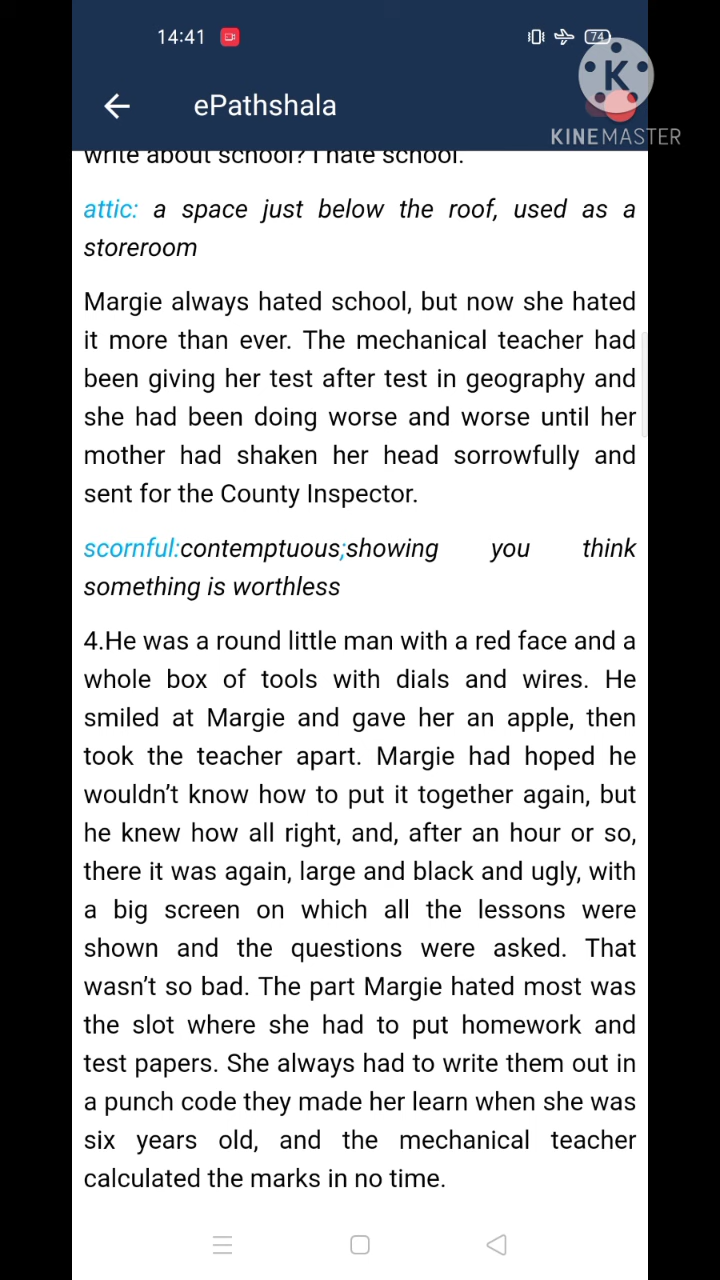 14:41
74
K
ePathshala
KINEMASTER
write about school? I hate school.
attic: a space just below the roof, used as a
storeroom
Margie always hated school, but now she hated
it more than ever. The mechanical teacher had
been giving her test after test in geography and
she had been doing worse and worse until her
mother had shaken her head sorrowfully and
sent for the County Inspector.
scornful:contemptuous;showing you think
something is worthless
4.He was a round little man with a red face and a
whole box of tools with dials and wires. He
smiled at Margie and gave her an apple, then
took the teacher apart. Margie had hoped he
wouldn’t know how to put it together again, but
he knew how all right, and, after an hour or so,
there it was again, large and black and ugly, with
a big screen on which all the lessons were
shown and the questions were asked. That
wasn’t so bad. The part Margie hated most was
the slot where she had to put homework and
test papers. She always had to write them out in
a punch code they made her learn when she was
six years old, and the mechanical teacher
calculated the marks in no time.